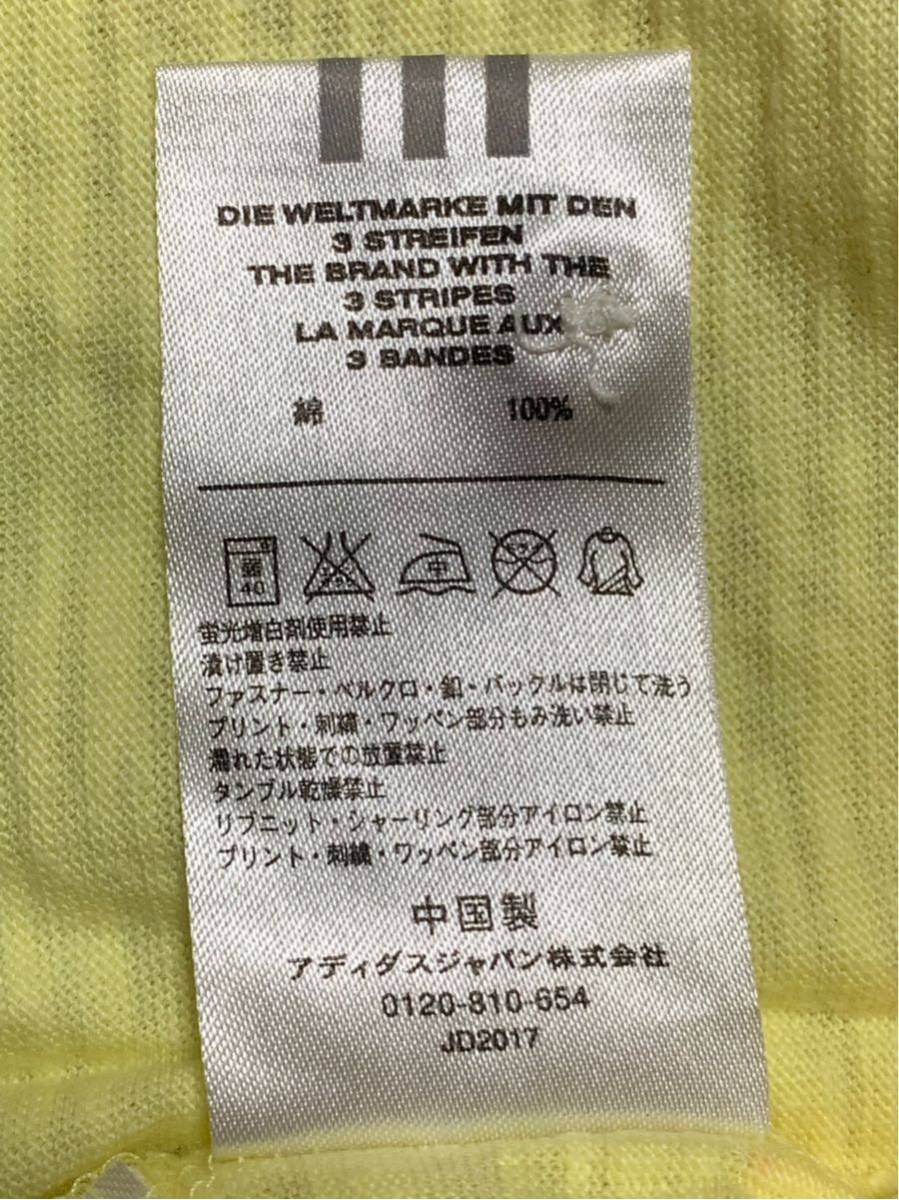 DIE WELTMARKE MIT DEN
3 STREIFEN
THE BRAND WITH THE
3 STRIPES
LA MARQUE AUX
3 BANDES
綿 100%
弱 40 中
蛍光増白剤使用禁止
漬け置き禁止
ファスナー・ベルクロ・釦・バックルは閉じて洗う
プリント・刺繍・ワッペン部分もみ洗い禁止
濡れた状態での放置禁止
タンブル乾燥禁止
リブニット・シャーリング部分アイロン禁止
プリント・刺繍・ワッペン部分アイロン禁止
中国製
アディダスジャパン株式会社
0120-810-654
JD2017